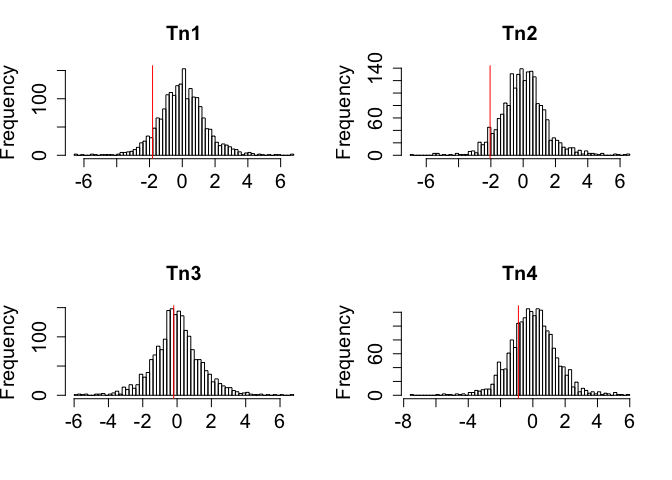 Tn1
Frequency
0 100
-6 -2 0 2 4 6
Tn2
Frequency
0 60 140
-6 -2 0 2 4 6
Tn3
Frequency
0 100
-6 -4 -2 0 2 4 6
Tn4
Frequency
0 60
-8 -4 0 2 4 6